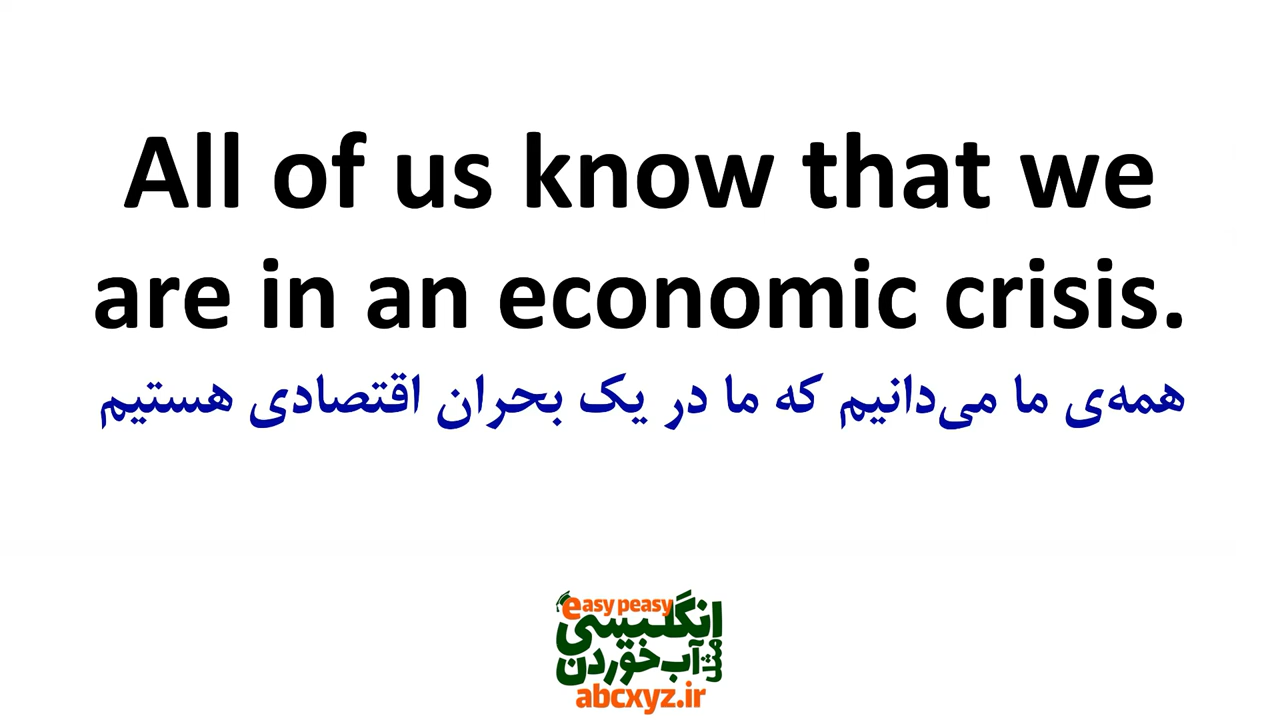 All of us know that we
are in an economic crisis.
همه‌ی ما می‌دانیم که ما در یک بحران اقتصادی هستیم
easy peasy
انگلیسی
مثل آب خوردن
abcxyz.ir